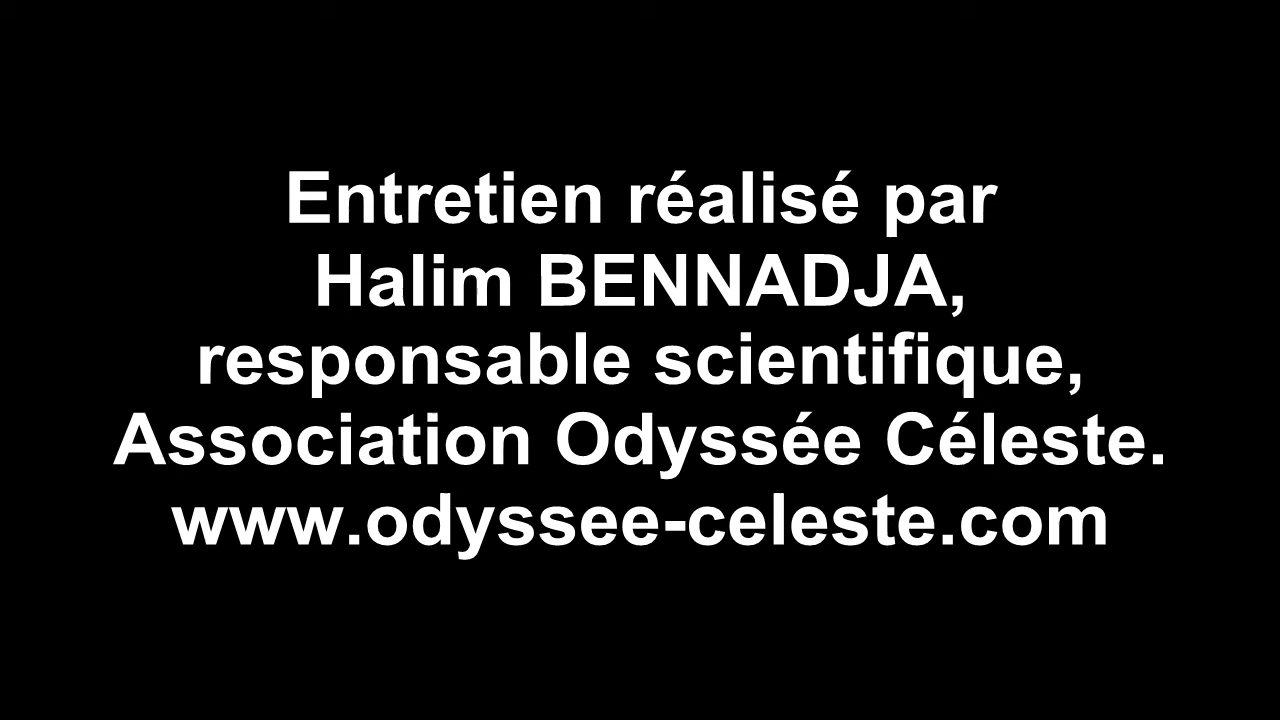 Entretien réalisé par
Halim BENNADJA,
responsable scientifique,
Association Odyssée Céleste.
www.odyssee-celeste.com